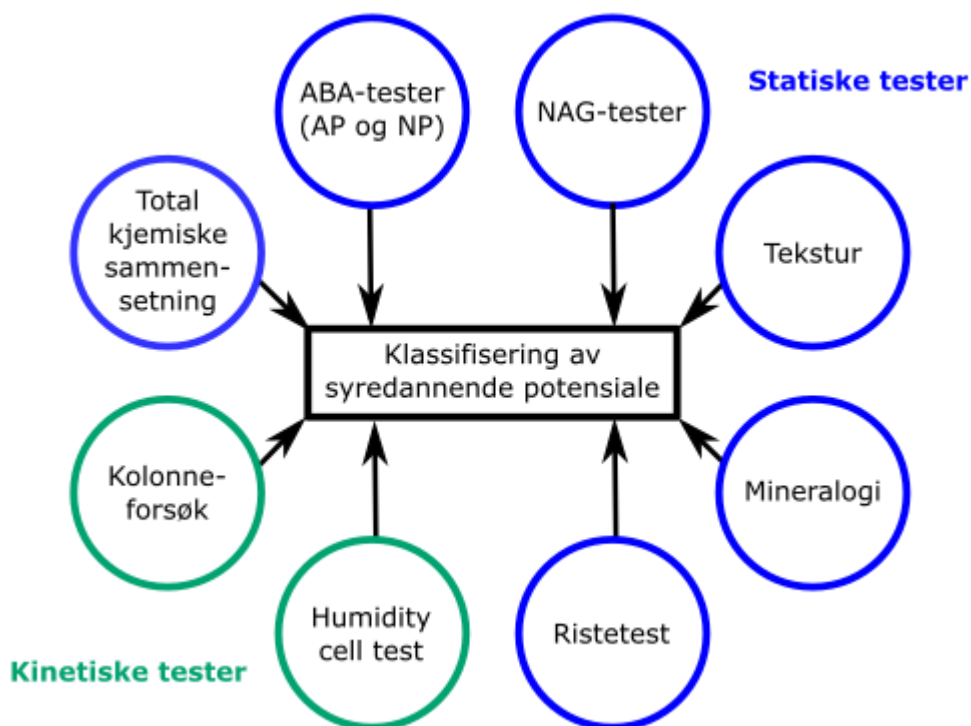 ABA-tester
(AP og NP)
NAG-tester
Statiske tester
Total
kjemiske
sammen-
setning
Tekstur
Klassifisering av
syredannende potensiale
Kolonne-
forsøk
Mineralogi
Humidity
cell test
Ristetest
Kinetiske tester